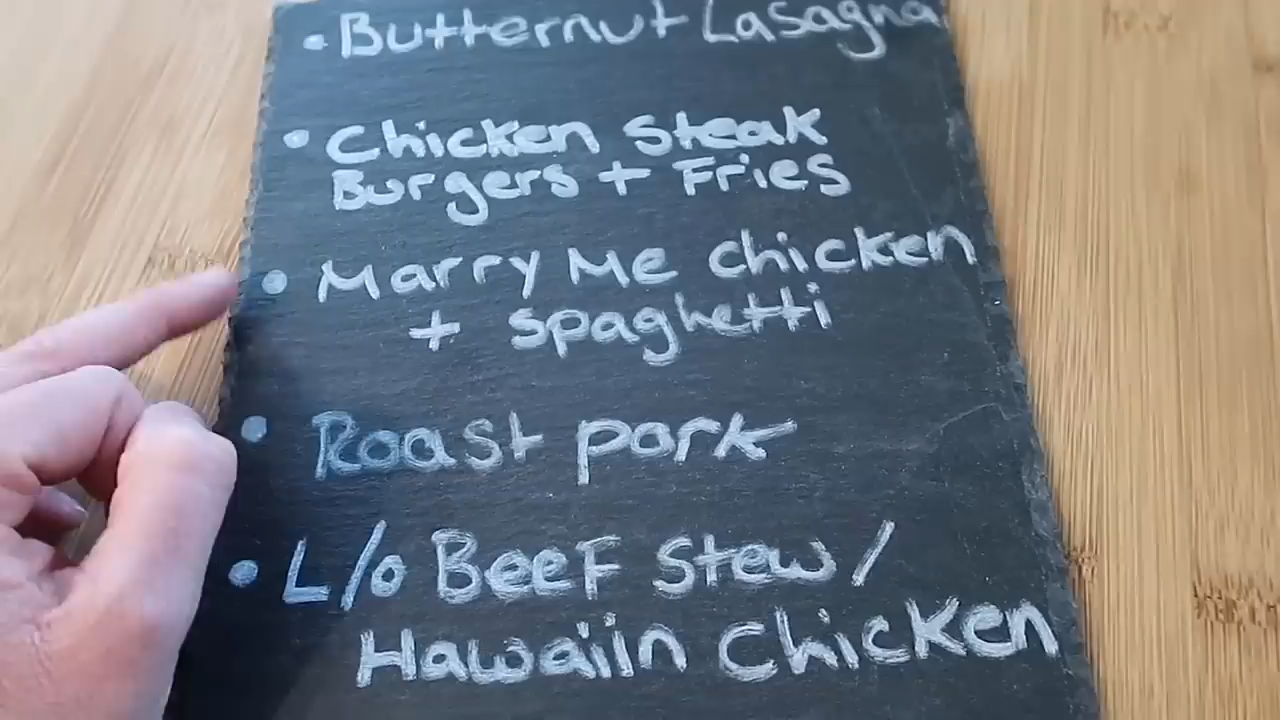 • Butternut Lasagna
• Chicken Steak
Burgers + Fries
• Marry Me Chicken
+ Spaghetti
• Roast pork
• L/o Beef Stew /
Hawaiin Chicken